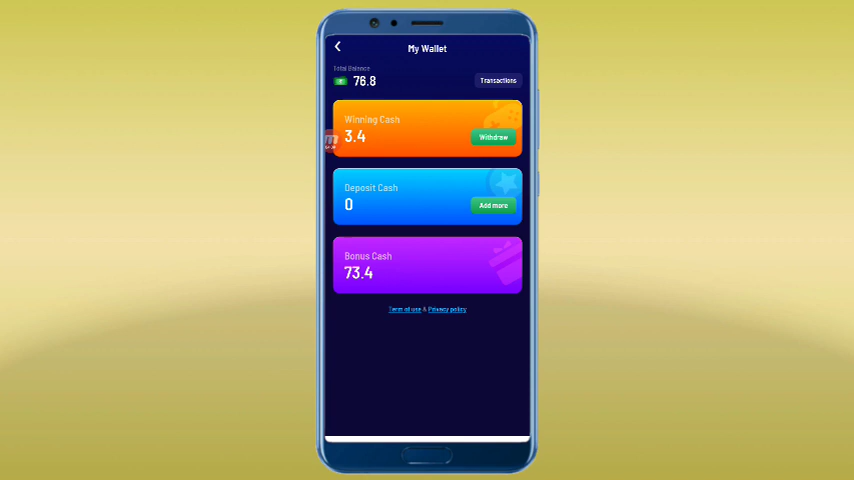 My Wallet
Total Balance
76.8
Transactions
Winning Cash
3.4
Withdraw
Deposit Cash
0
Add more
Bonus Cash
73.4
Term of use & Privacy policy